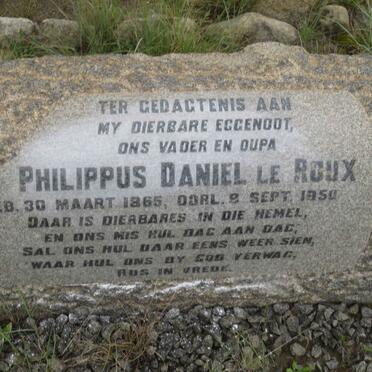 TER GEDACTENIS AAN
MY DIERBARE EGGENOOT,
ONS VADER EN OUPA
PHILIPPUS DANIEL LE ROUX
EB. 30 MAART 1865, OORL. 9 SEPT. 1950
DAAR IS DIERBARES IN DIE HEMEL,
EN ONS MIS HUL DAG AAN DAG,
SAL ONS HUL DAAR EENS WEER SIEN,
WAAR HUL ONS BY GOD VERWAG,
RUS IN VREDE.